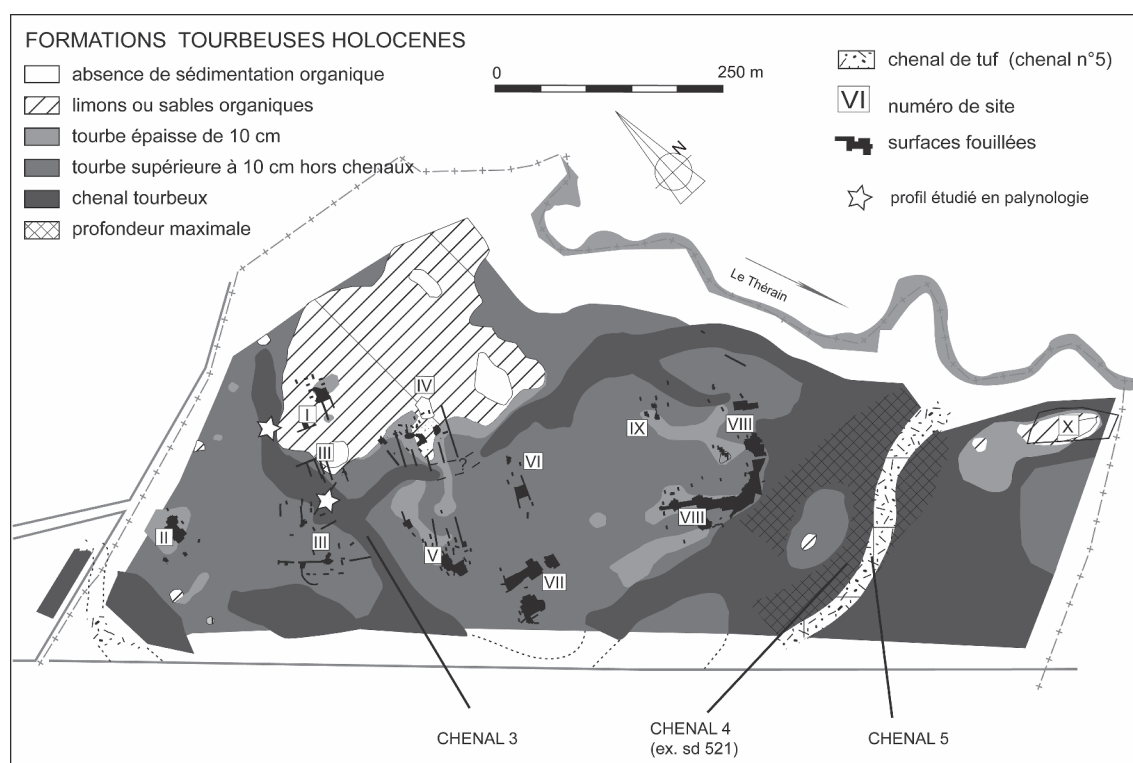 FORMATIONS TOURBEUSES HOLOCENES
absence de sédimentation organique
limons ou sables organiques
tourbe épaisse de 10 cm
tourbe supérieure à 10 cm hors chenaux
chenal tourbeux
profondeur maximale
0 250 m
N
chenal de tuf (chenal n°5)
VI numéro de site
surfaces fouillées
profil étudié en palynologie
Le Thérain
IV
I
IX
VIII
X
III
VI
?
VIII
II
III
V
VII
CHENAL 3
CHENAL 4
(ex. sd 521)
CHENAL 5